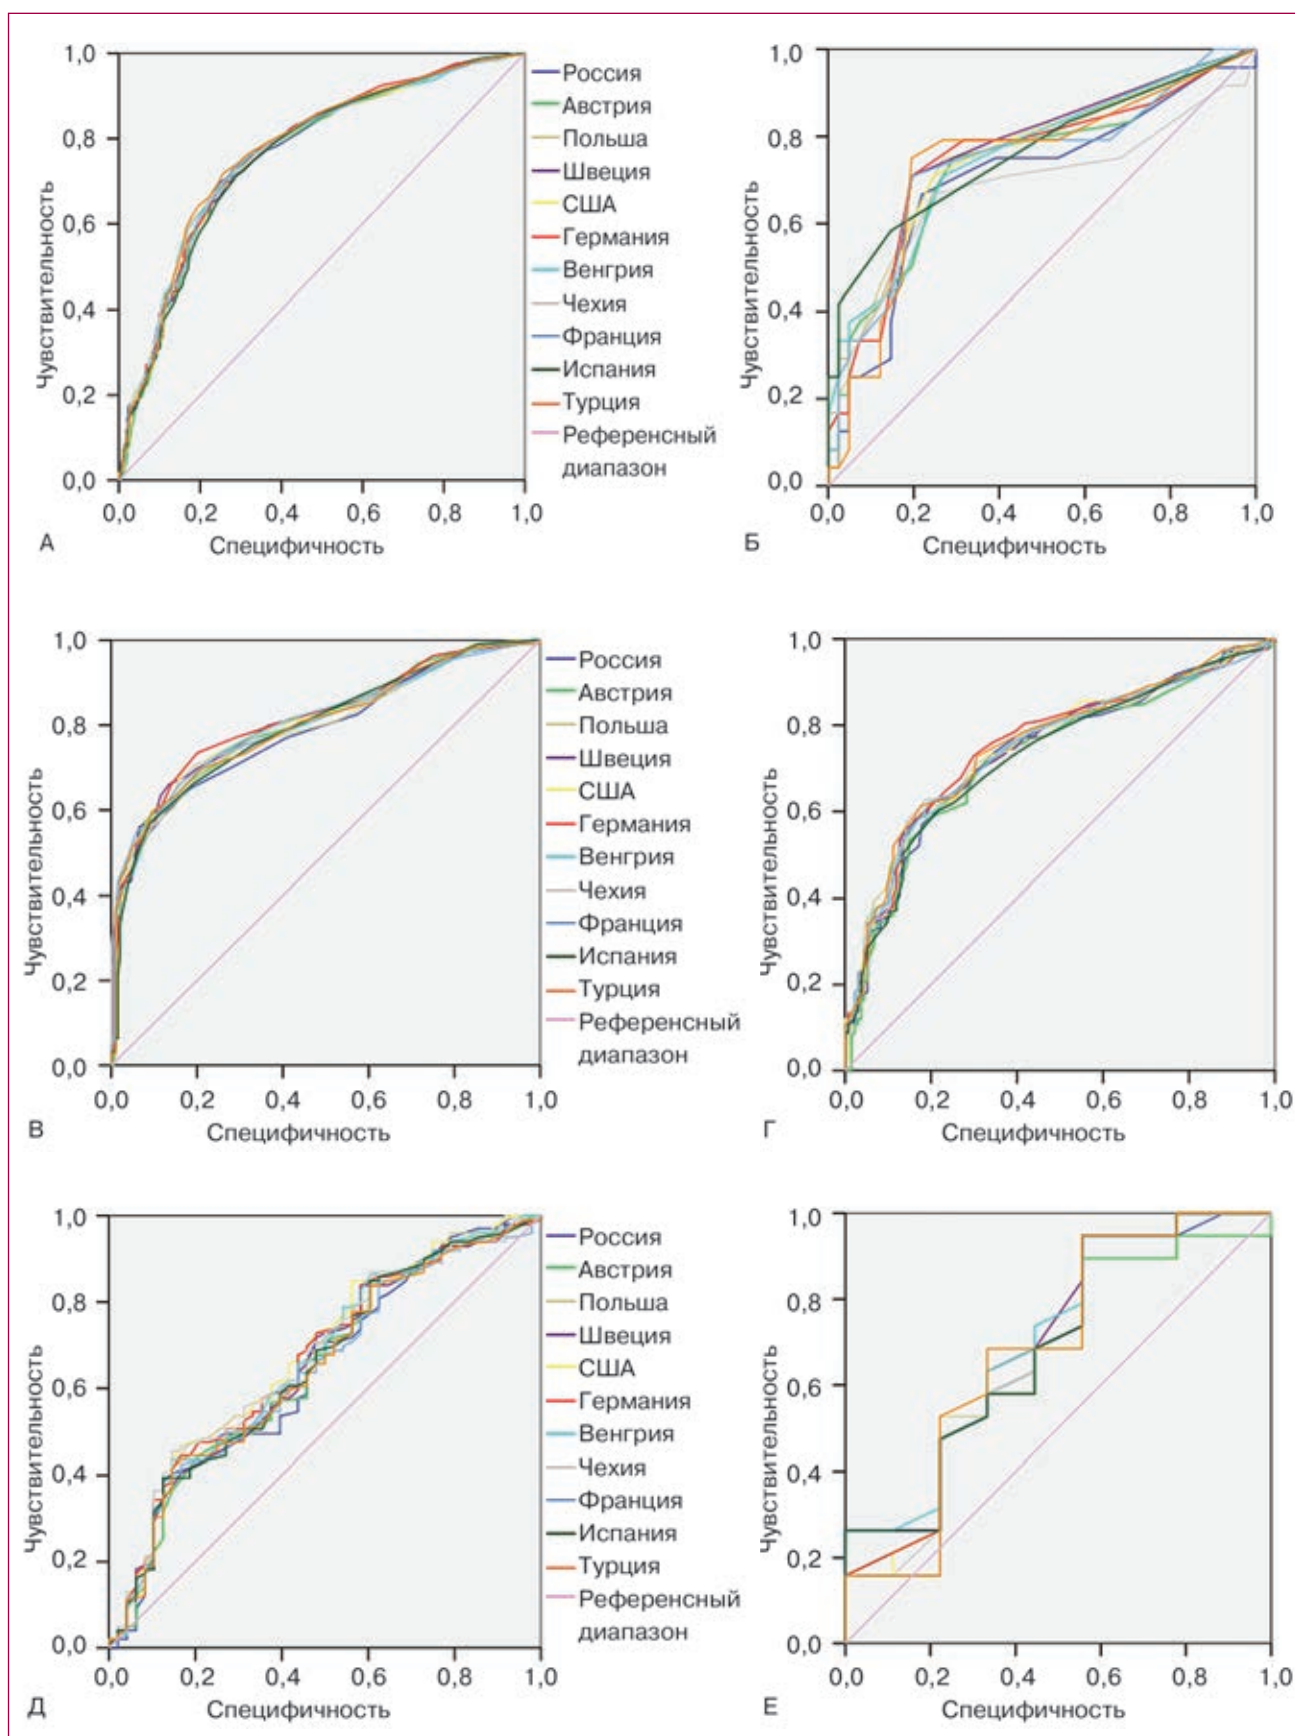 Чувствительность
1,0
0,8
0,6
0,4
0,2
0,0
0,0 0,2 0,4 0,6 0,8 1,0
Специфичность
А
Россия
Австрия
Польша
Швеция
США
Германия
Венгрия
Чехия
Франция
Испания
Турция
Референсный
диапазон
Чувствительность
1,0
0,8
0,6
0,4
0,2
0,0
0,0 0,2 0,4 0,6 0,8 1,0
Специфичность
Б
Чувствительность
1,0
0,8
0,6
0,4
0,2
0,0
0,0 0,2 0,4 0,6 0,8 1,0
Специфичность
В
Россия
Австрия
Польша
Швеция
США
Германия
Венгрия
Чехия
Франция
Испания
Турция
Референсный
диапазон
Чувствительность
1,0
0,8
0,6
0,4
0,2
0,0
0,0 0,2 0,4 0,6 0,8 1,0
Специфичность
Г
Чувствительность
1,0
0,8
0,6
0,4
0,2
0,0
0,0 0,2 0,4 0,6 0,8 1,0
Специфичность
Д
Россия
Австрия
Польша
Швеция
США
Германия
Венгрия
Чехия
Франция
Испания
Турция
Референсный
диапазон
Чувствительность
1,0
0,8
0,6
0,4
0,2
0,0
0,0 0,2 0,4 0,6 0,8 1,0
Специфичность
Е